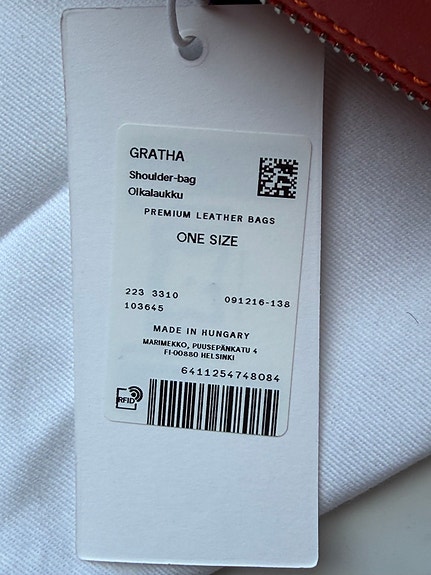 GRATHA
Shoulder-bag
Olkalaukku
PREMIUM LEATHER BAGS
ONE SIZE
223 3310 091216-138
103645
MADE IN HUNGARY
MARIMEKKO, PUUSEPÄNKATU 4
FI-00880 HELSINKI
6411254748084
RFID